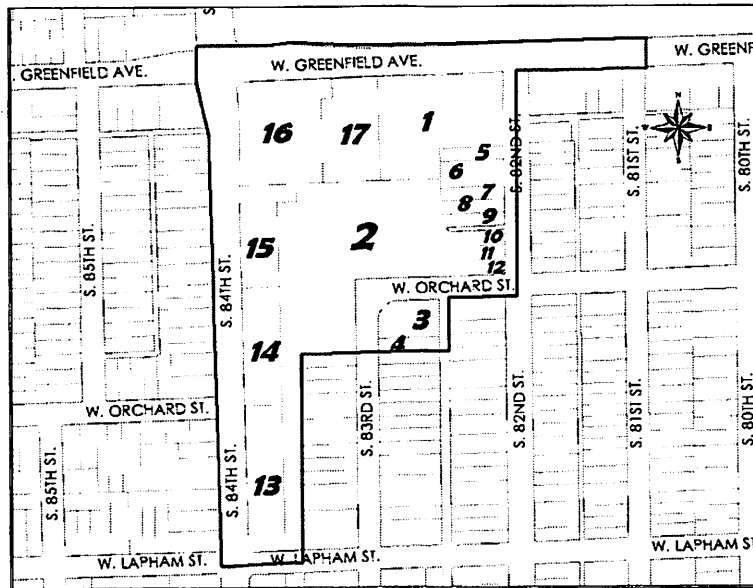 S.
W. GREENFIELD AVE.
W. GREENF
. GREENFIELD AVE.
16
17
1
5
6
7
8
9
10
11
12
2
15
S. 82ND ST.
S. 81ST ST.
S. 80TH ST.
N
S. 85TH ST.
S. 84TH ST.
W. ORCHARD ST.
3
4
14
W. ORCHARD ST.
S. 83RD ST.
S. 82ND ST.
S. 81ST ST.
S. 80TH ST.
S. 85TH ST.
S. 84TH ST.
13
W. LAPHAM ST.
W. LAPHAM ST.
W. LAPHAM S